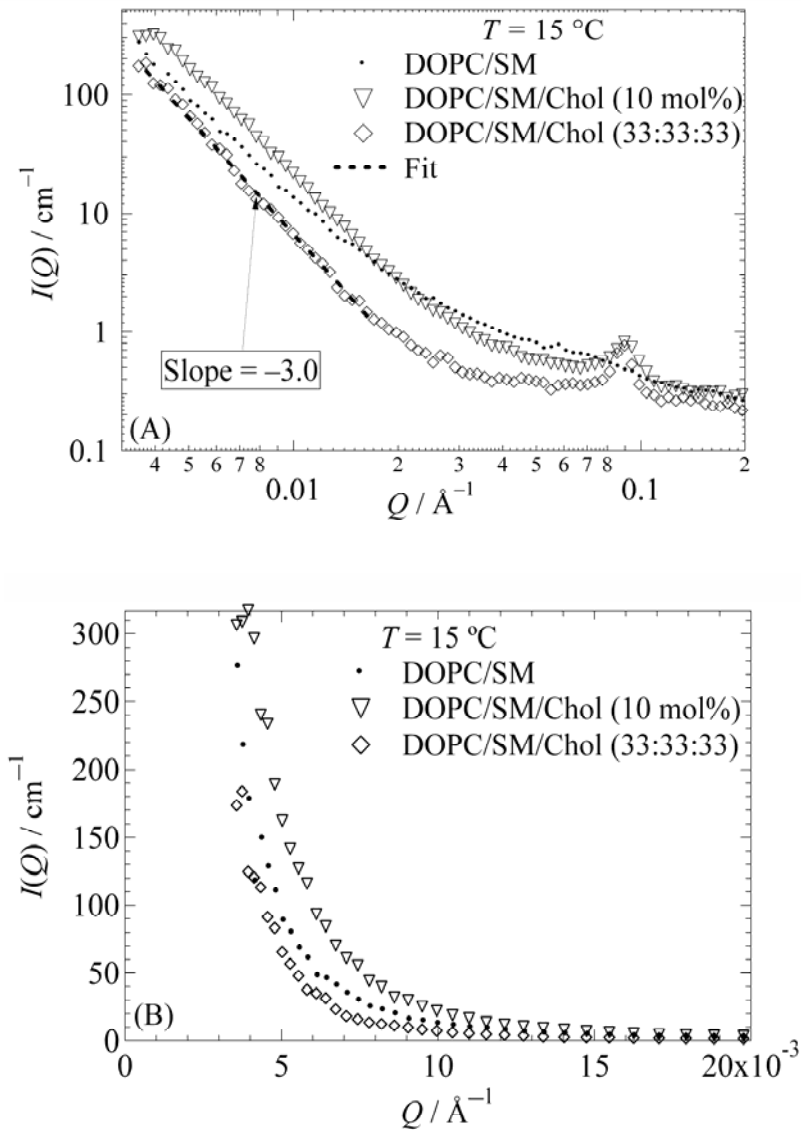 T = 15 °C
DOPC/SM
DOPC/SM/Chol (10 mol%)
DOPC/SM/Chol (33:33:33)
Fit
I(Q) / cm⁻¹
100
10
1
0.1
Slope = –3.0
(A)
4 5 6 7 8 2 3 4 5 6 7 8 2
0.01 0.1
Q / Å⁻¹
T = 15 ºC
DOPC/SM
DOPC/SM/Chol (10 mol%)
DOPC/SM/Chol (33:33:33)
I(Q) / cm⁻¹
300
250
200
150
100
50
0
(B)
0 5 10 15 20x10⁻³
Q / Å⁻¹